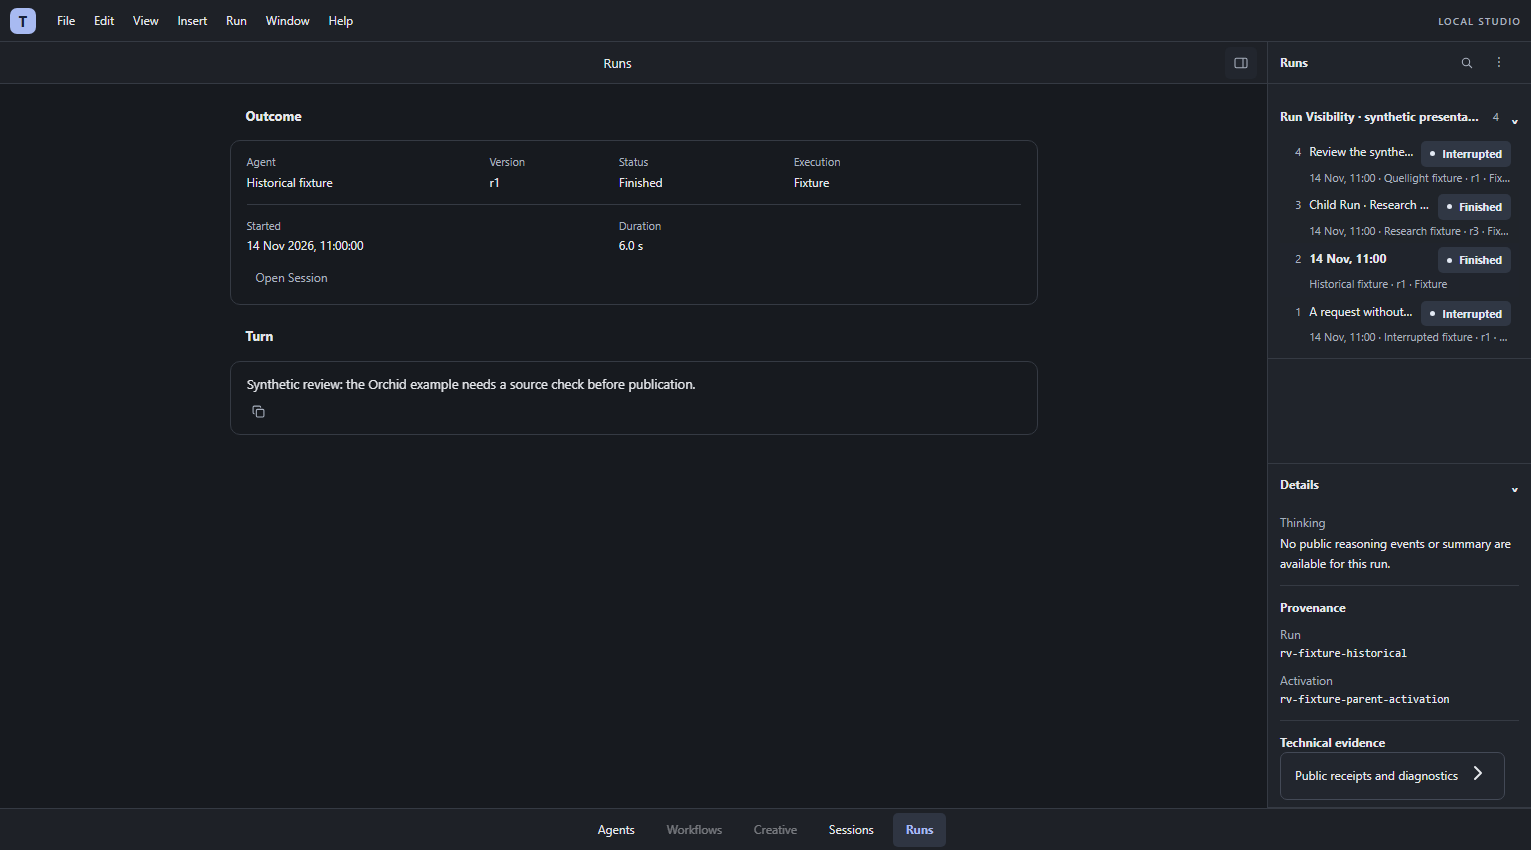 T File Edit View Insert Run Window Help LOCAL STUDIO
Runs
Outcome
Agent Version Status Execution
Historical fixture r1 Finished Fixture
Started Duration
14 Nov 2026, 11:00:00 6.0 s
Open Session
Turn
Synthetic review: the Orchid example needs a source check before publication.
Runs
Run Visibility · synthetic presenta... 4
4 Review the synthe... Interrupted
14 Nov, 11:00 · Quellight fixture · r1 · Fix...
3 Child Run · Research ... Finished
14 Nov, 11:00 · Research fixture · r3 · Fix...
2 14 Nov, 11:00 Finished
Historical fixture · r1 · Fixture
1 A request without... Interrupted
14 Nov, 11:00 · Interrupted fixture · r1 · ...
Details
Thinking
No public reasoning events or summary are
available for this run.
Provenance
Run
rv-fixture-historical
Activation
rv-fixture-parent-activation
Technical evidence
Public receipts and diagnostics
Agents Workflows Creative Sessions Runs